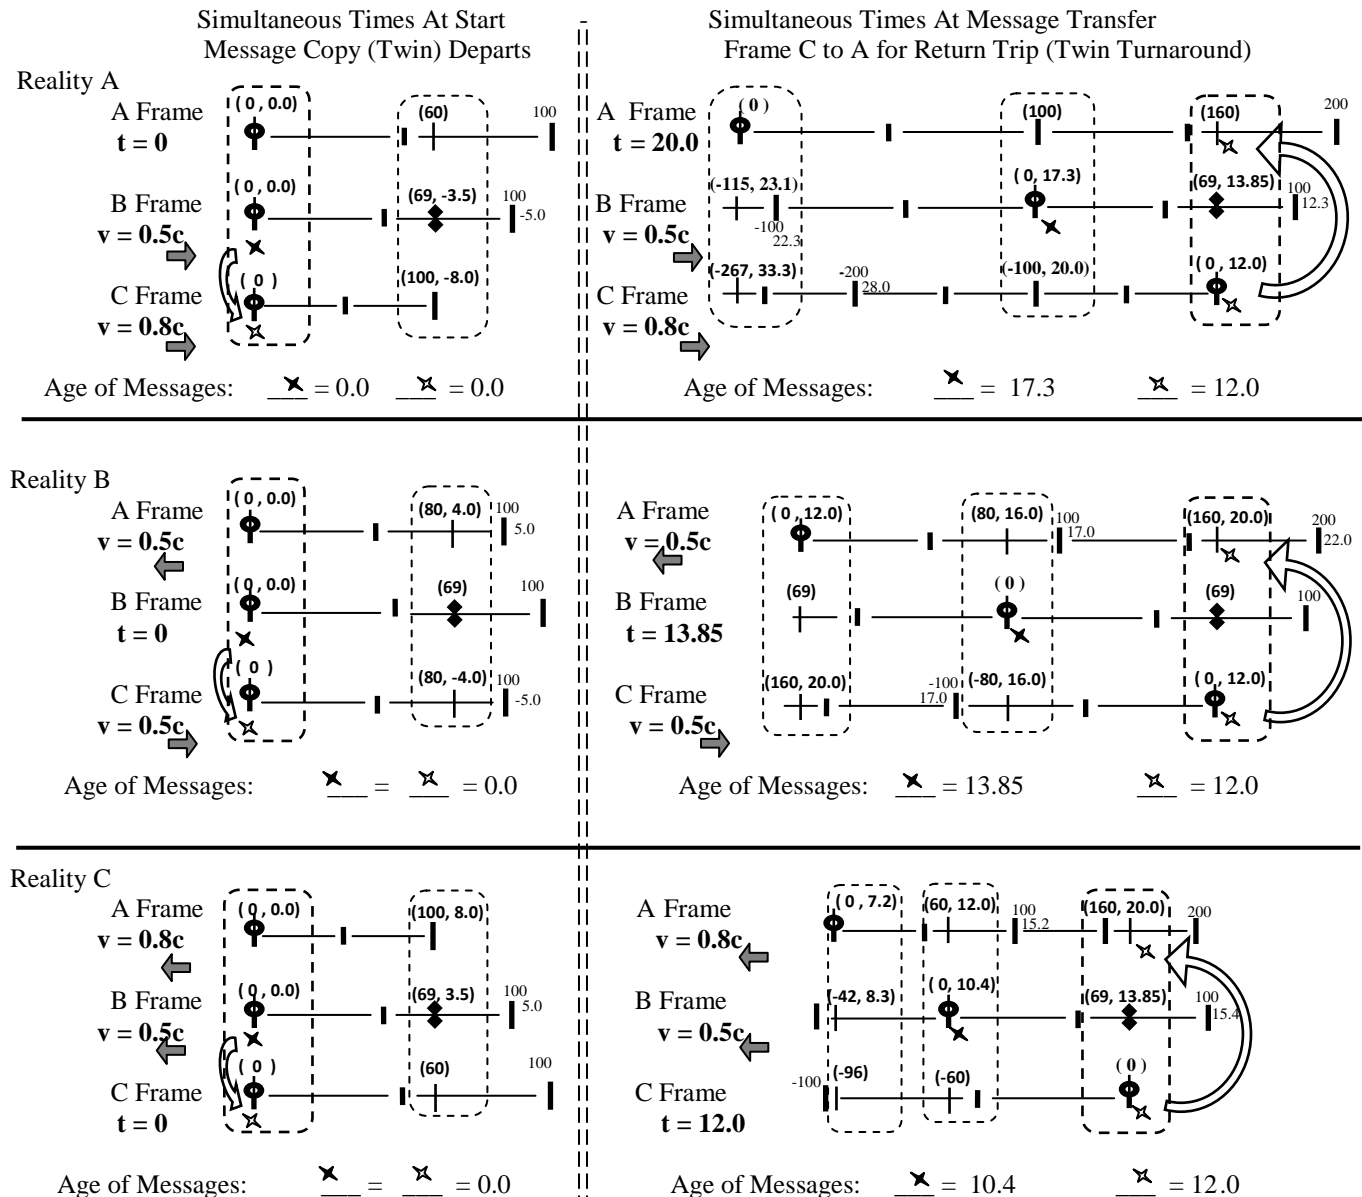 Simultaneous Times At Start
Message Copy (Twin) Departs
Simultaneous Times At Message Transfer
Frame C to A for Return Trip (Twin Turnaround)
Reality A
A Frame
t = 0
( 0 , 0.0)
(60)
100
B Frame
v = 0.5c
(0, 0.0)
(69, -3.5)
100
-5.0
C Frame
v = 0.8c
( 0 )
(100, -8.0)
Age of Messages: ___ = 0.0 ___ = 0.0
A Frame
t = 20.0
( 0 )
(100)
(160)
200
B Frame
v = 0.5c
(-115, 23.1)
-100
22.3
( 0, 17.3)
(69, 13.85)
100
12.3
C Frame
v = 0.8c
(-267, 33.3)
-200
28.0
(-100, 20.0)
(0, 12.0)
___ = 17.3 ___ = 12.0
Age of Messages:
Reality B
A Frame
v = 0.5c
( 0, 0.0)
(80, 4.0)
100
5.0
B Frame
t = 0
(0, 0.0)
(69)
100
C Frame
v = 0.5c
( 0 )
(80, -4.0)
100
-5.0
Age of Messages: ___ = ___ = 0.0
A Frame
v = 0.5c
( 0, 12.0)
(80, 16.0)
100
17.0
(160, 20.0)
200
22.0
B Frame
t = 13.85
(69)
( 0 )
(69)
100
C Frame
v = 0.5c
(160, 20.0)
-100
17.0
(-80, 16.0)
( 0, 12.0)
Age of Messages: ___ = 13.85 ___ = 12.0
Reality C
A Frame
v = 0.8c
( 0, 0.0)
(100, 8.0)
B Frame
v = 0.5c
(0, 0.0)
(69, 3.5)
100
5.0
C Frame
t = 0
( 0 )
(60)
100
Age of Messages: ___ = ___ = 0.0
A Frame
v = 0.8c
( 0, 7.2)
(60, 12.0)
100
15.2
(160, 20.0)
200
B Frame
v = 0.5c
(-42, 8.3)
( 0, 10.4)
(69, 13.85)
100
15.4
C Frame
t = 12.0
-100
(-96)
(-60)
( 0 )
Age of Messages: ___ = 10.4 ___ = 12.0